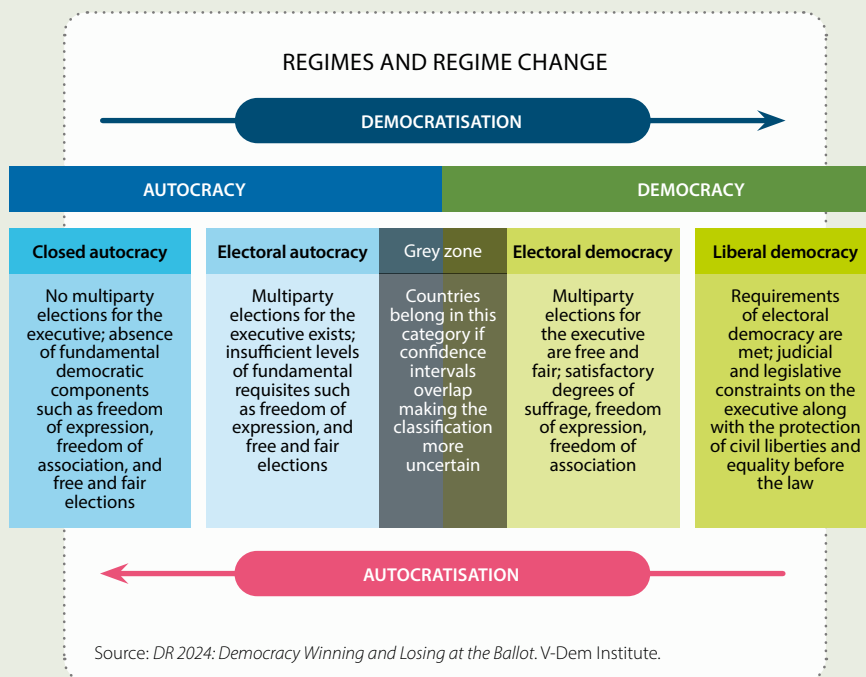 REGIMES AND REGIME CHANGE
DEMOCRATISATION
AUTOCRACY
DEMOCRACY
Closed autocracy
No multiparty
elections for the
executive; absence
of fundamental
democratic
components
such as freedom
of expression,
freedom of
association, and
free and fair
elections
Electoral autocracy
Multiparty
elections for the
executive exists;
insufficient levels
of fundamental
requisites such
as freedom of
expression, and
free and fair
elections
Grey zone
Countries
belong in this
category if
confidence
intervals
overlap
making the
classification
more
uncertain
Electoral democracy
Multiparty
elections for
the executive
are free and
fair; satisfactory
degrees of
suffrage, freedom
of expression,
freedom of
association
Liberal democracy
Requirements
of electoral
democracy are
met; judicial
and legislative
constraints on the
executive along
with the protection
of civil liberties and
equality before
the law
AUTOCRATISATION
Source: DR 2024: Democracy Winning and Losing at the Ballot. V-Dem Institute.